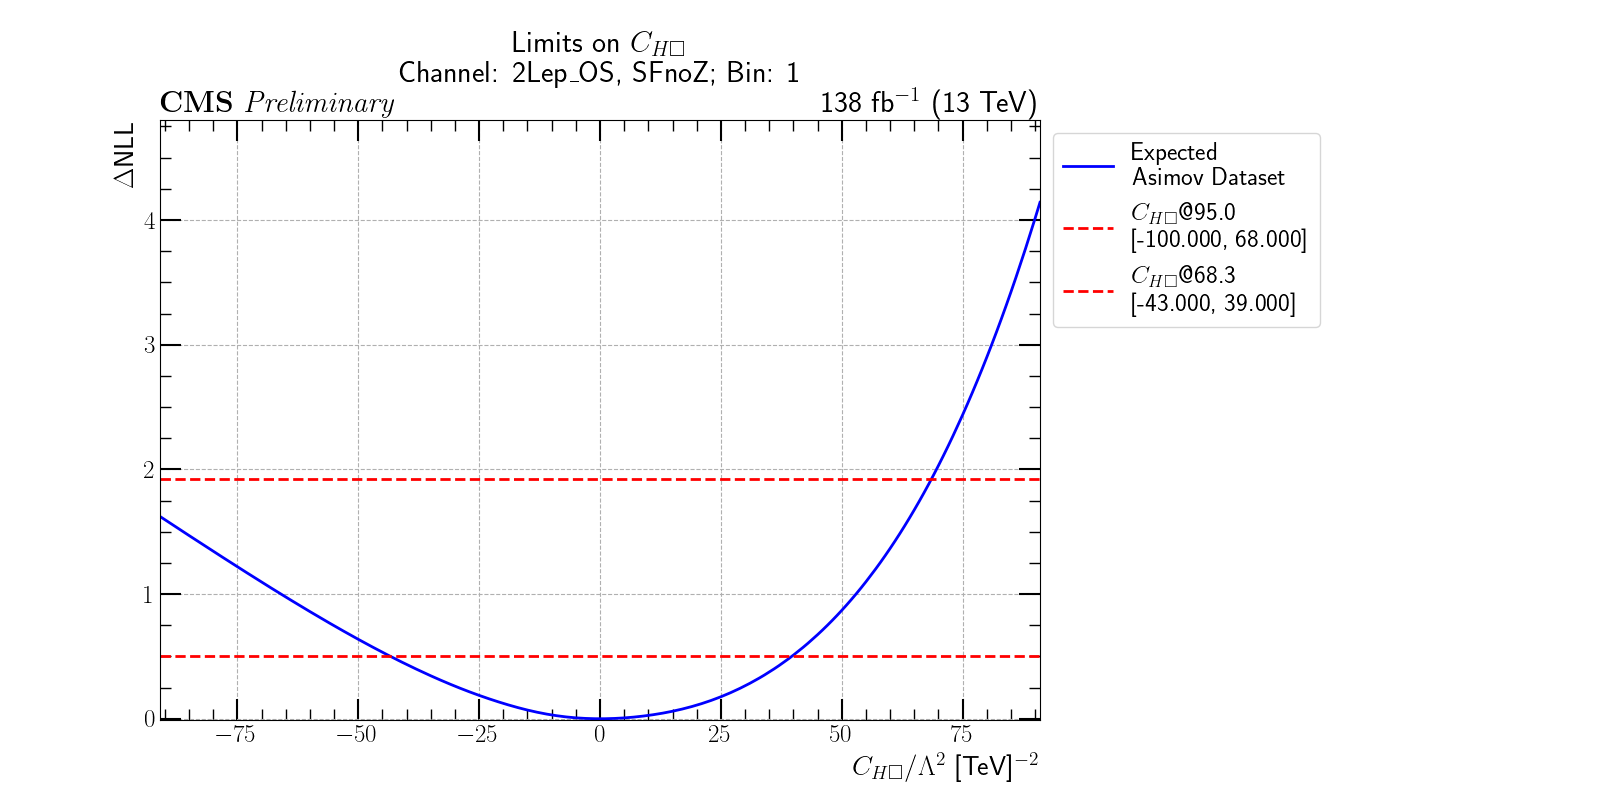 Limits on C_{H□}
Channel: 2Lep_OS, SFnoZ; Bin: 1
CMS Preliminary
138 fb⁻¹ (13 TeV)
ΔNLL
4
3
2
1
0
−75
−50
−25
0
25
50
75
C_{H□}/Λ² [TeV]⁻²
Expected
Asimov Dataset
C_{H□}@95.0
[-100.000, 68.000]
C_{H□}@68.3
[-43.000, 39.000]